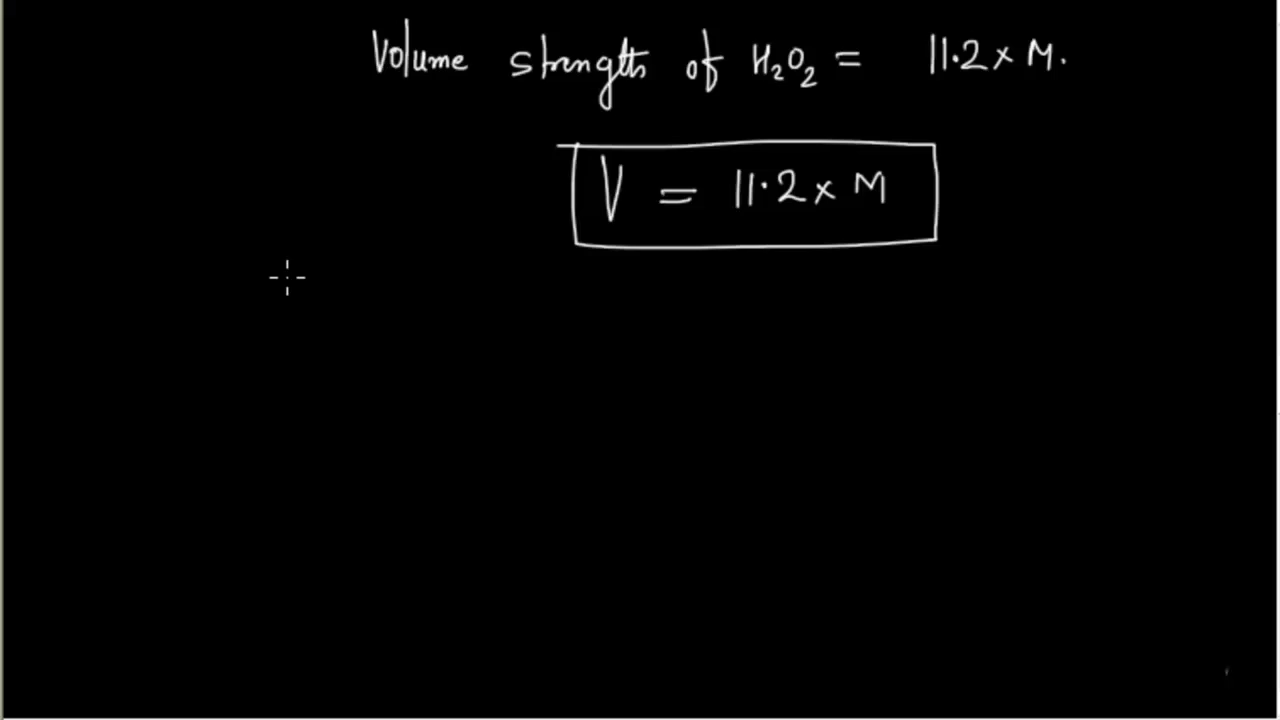 Volume strength of H₂O₂ = 11.2 × M.
V = 11.2 × M